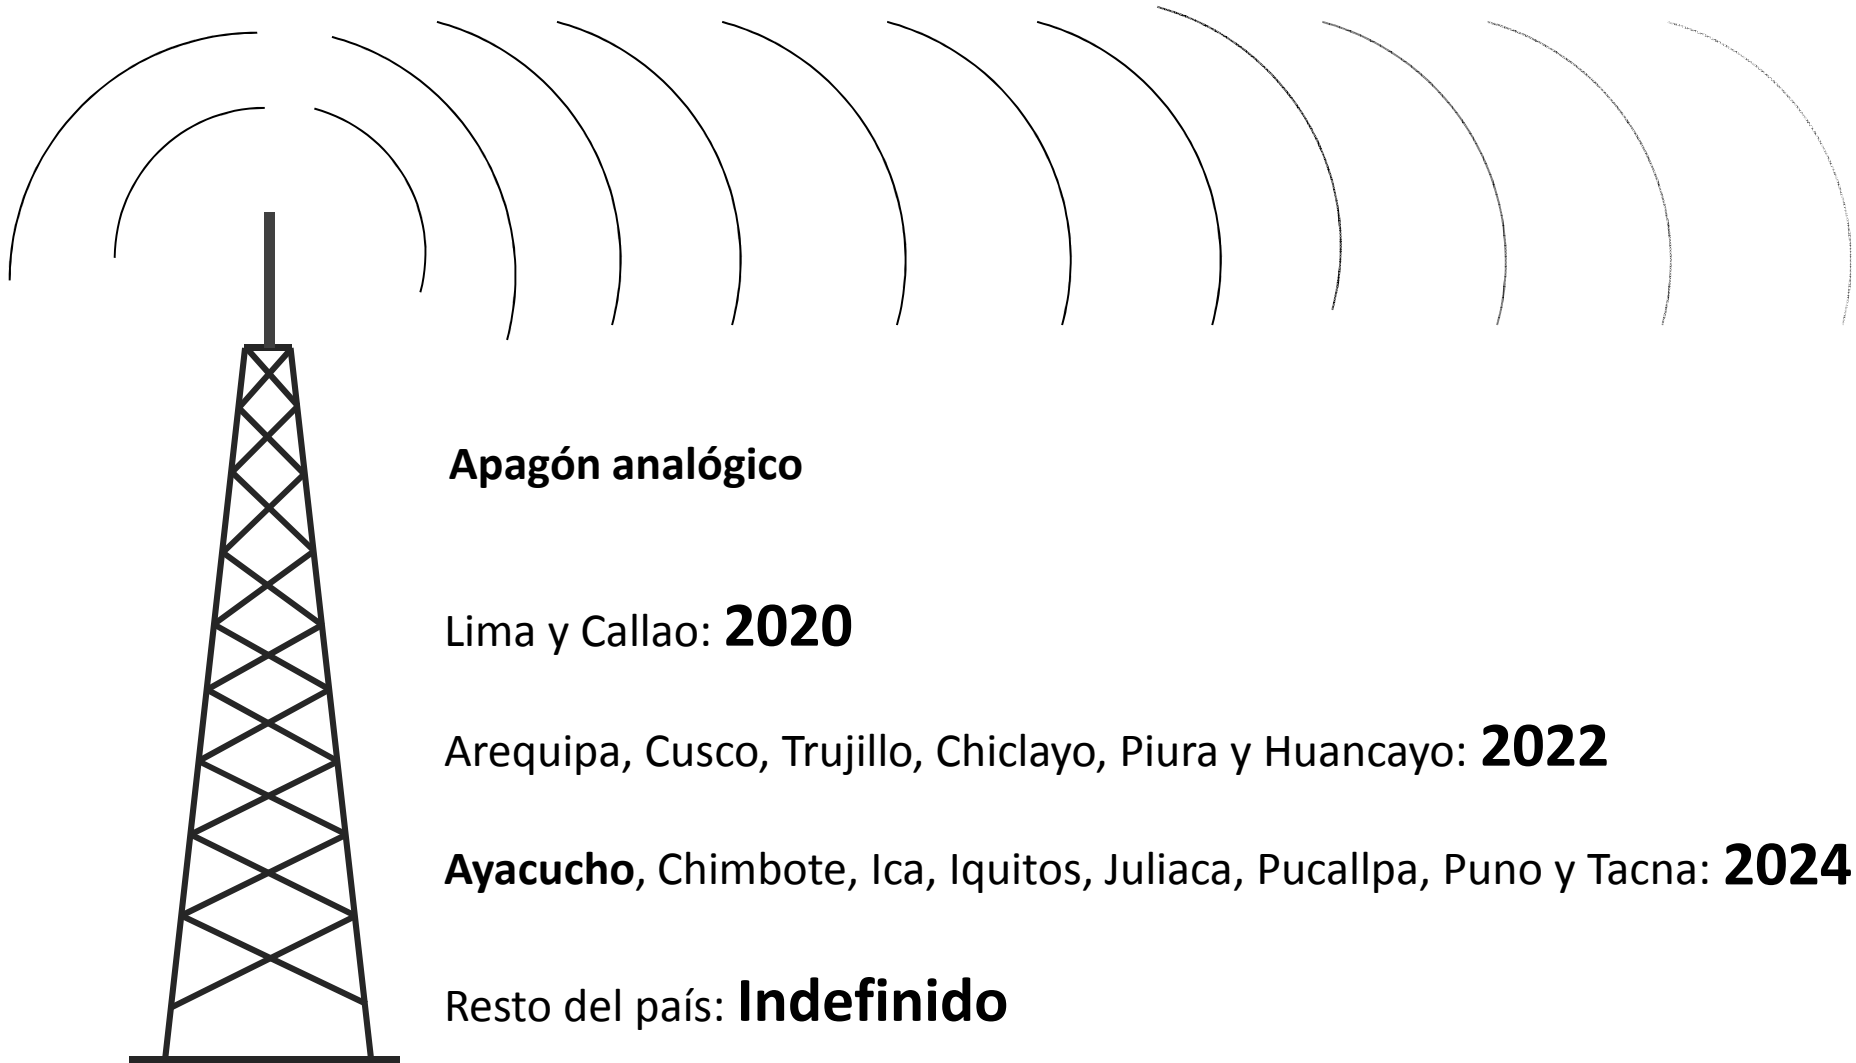 Apagón analógico
Lima y Callao: 2020
Arequipa, Cusco, Trujillo, Chiclayo, Piura y Huancayo: 2022
Ayacucho, Chimbote, Ica, Iquitos, Juliaca, Pucallpa, Puno y Tacna: 2024
Resto del país: Indefinido